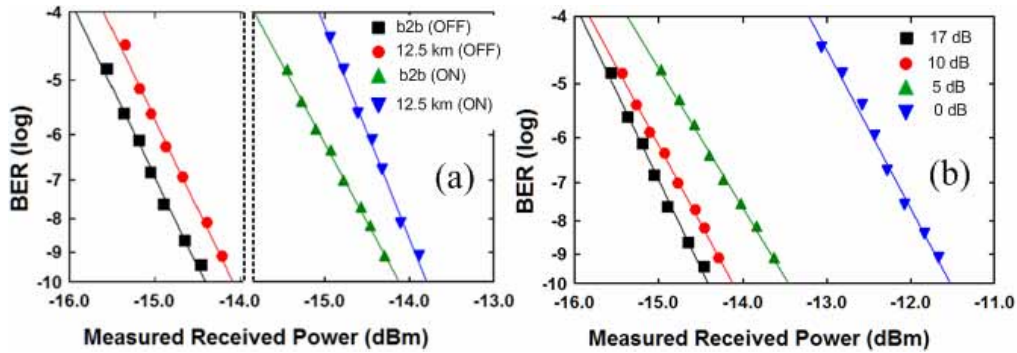 -4
-5
-6
-7
-8
-9
-10
BER (log)
b2b (OFF)
12.5 km (OFF)
b2b (ON)
12.5 km (ON)
(a)
-16.0 -15.0 -14.0 -15.0 -14.0 -13.0
Measured Received Power (dBm)
-4
-5
-6
-7
-8
-9
-10
BER (log)
17 dB
10 dB
5 dB
0 dB
(b)
-16.0 -15.0 -14.0 -13.0 -12.0 -11.0
Measured Received Power (dBm)